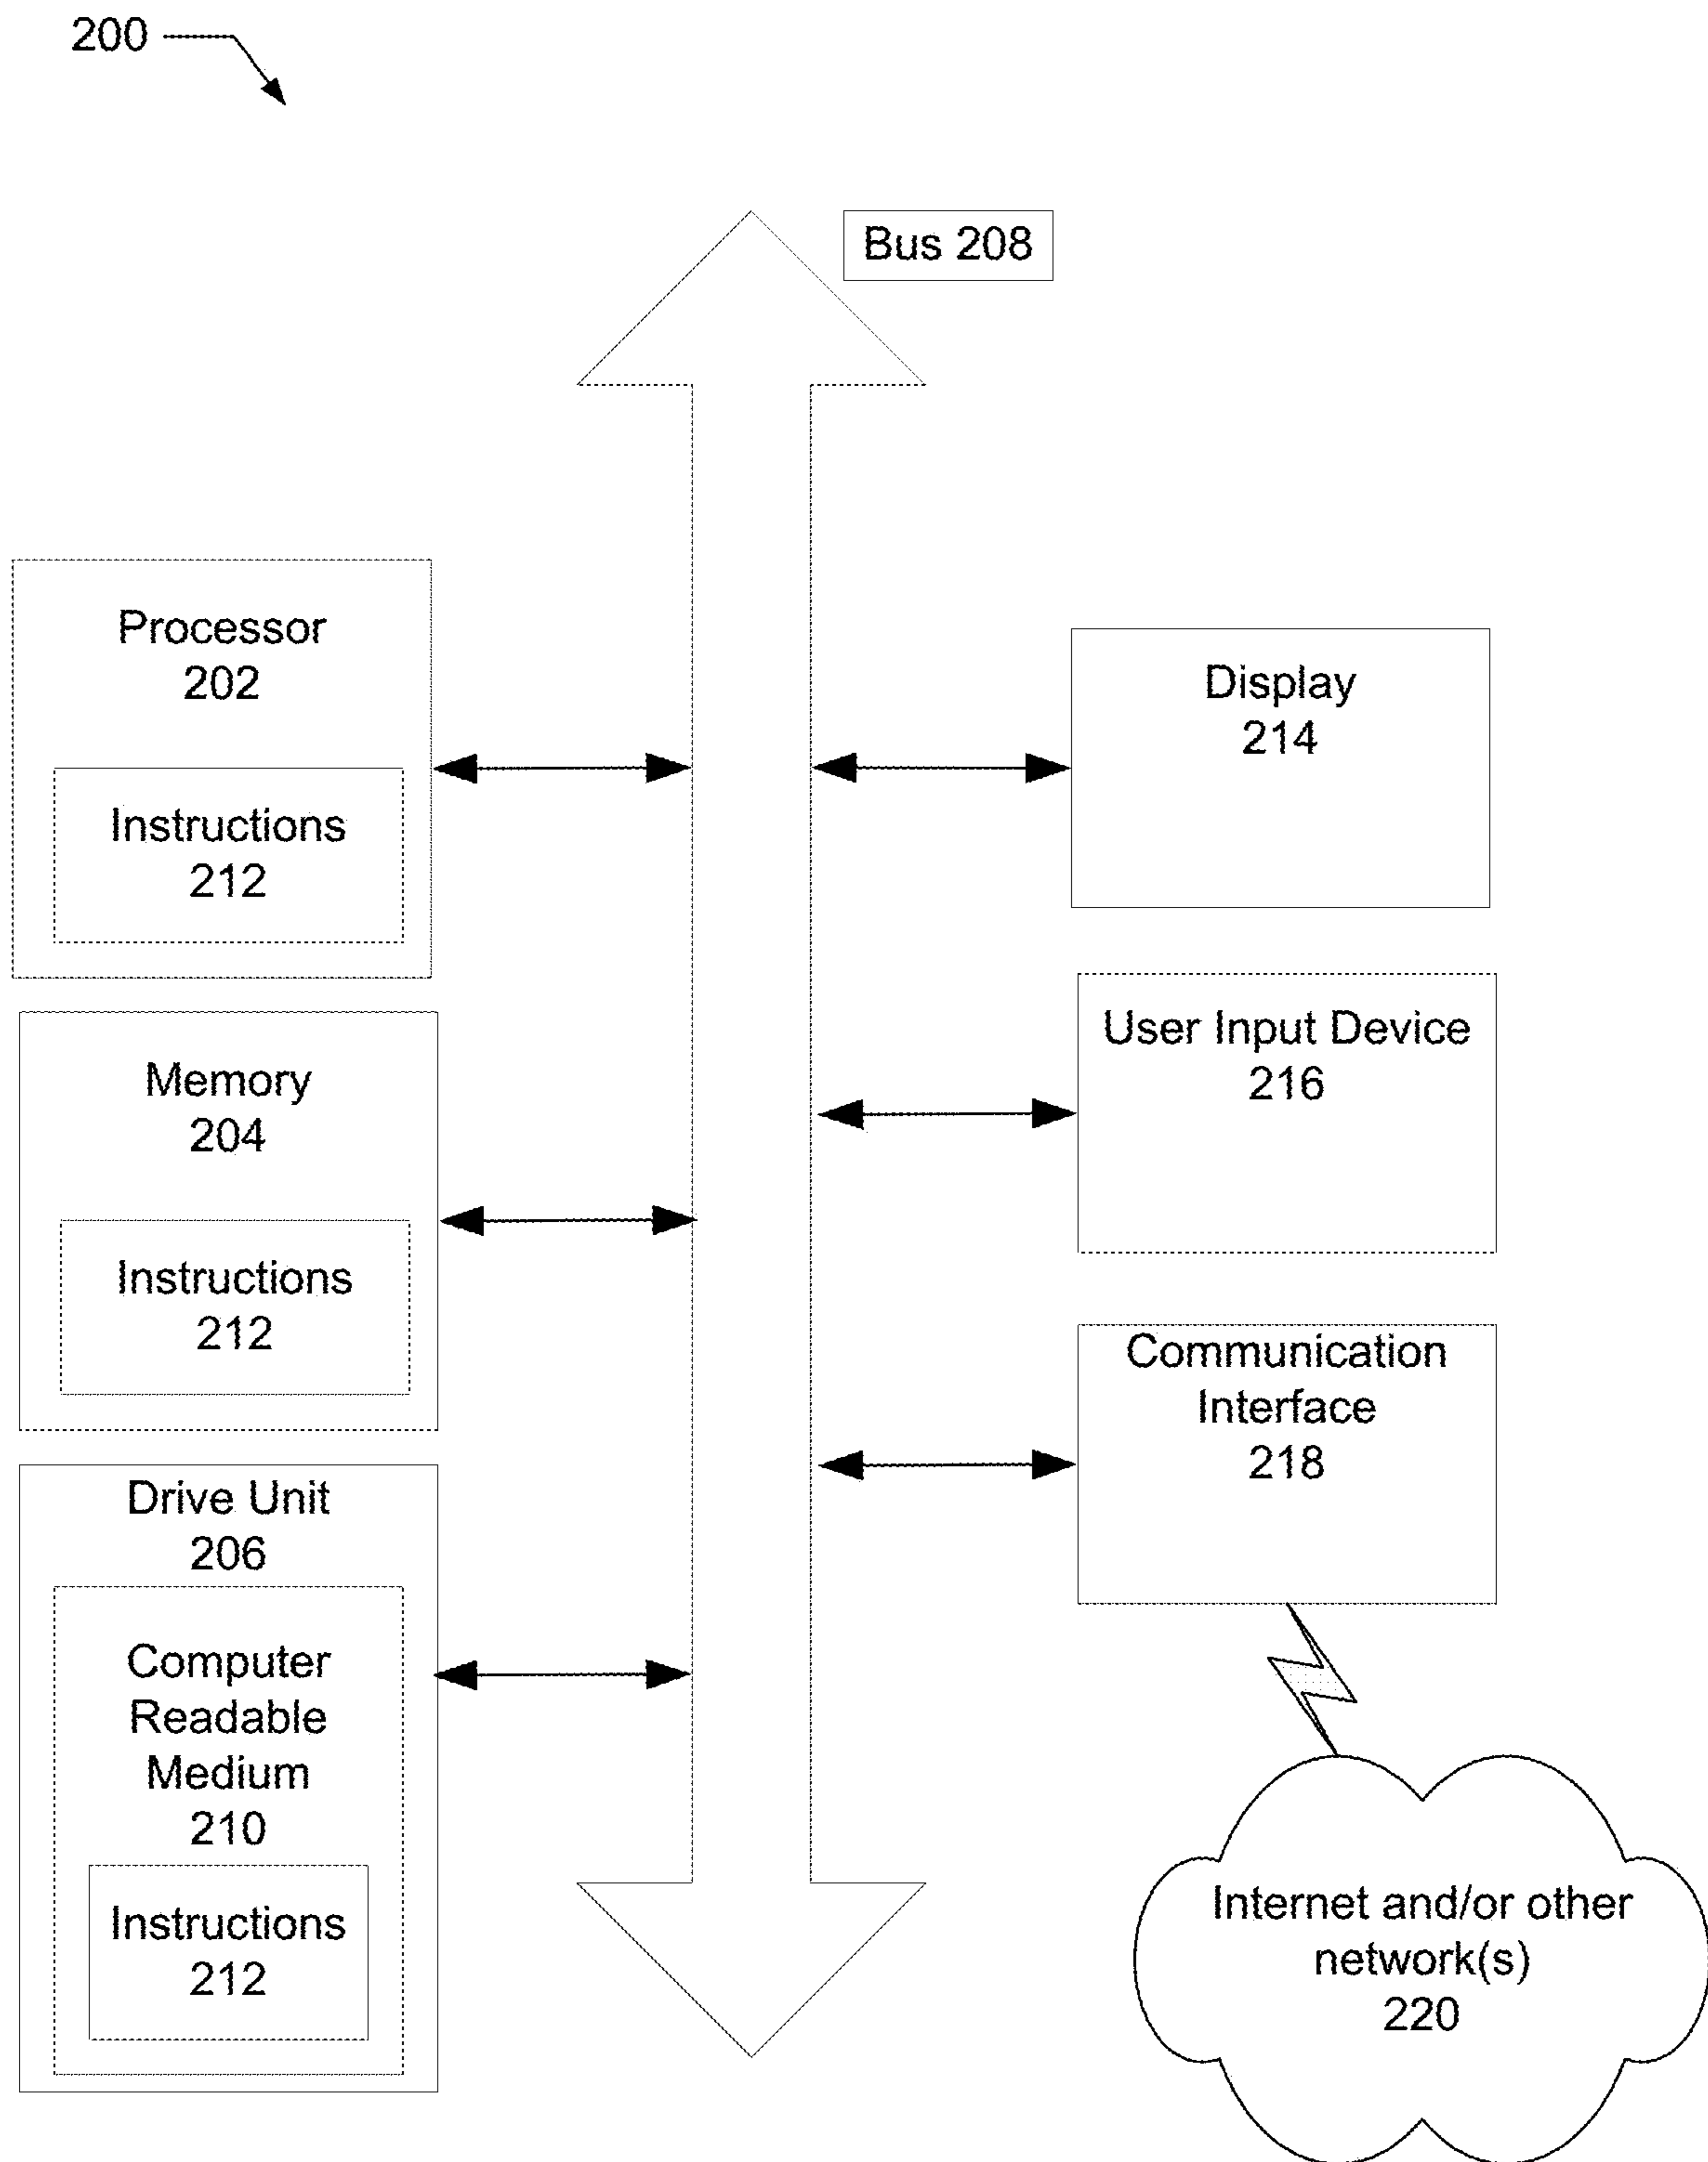 200
Bus 208
Processor
202
Instructions
212
Memory
204
Instructions
212
Drive Unit
206
Computer
Readable
Medium
210
Instructions
212
Display
214
User Input Device
216
Communication
Interface
218
Internet and/or other
network(s)
220